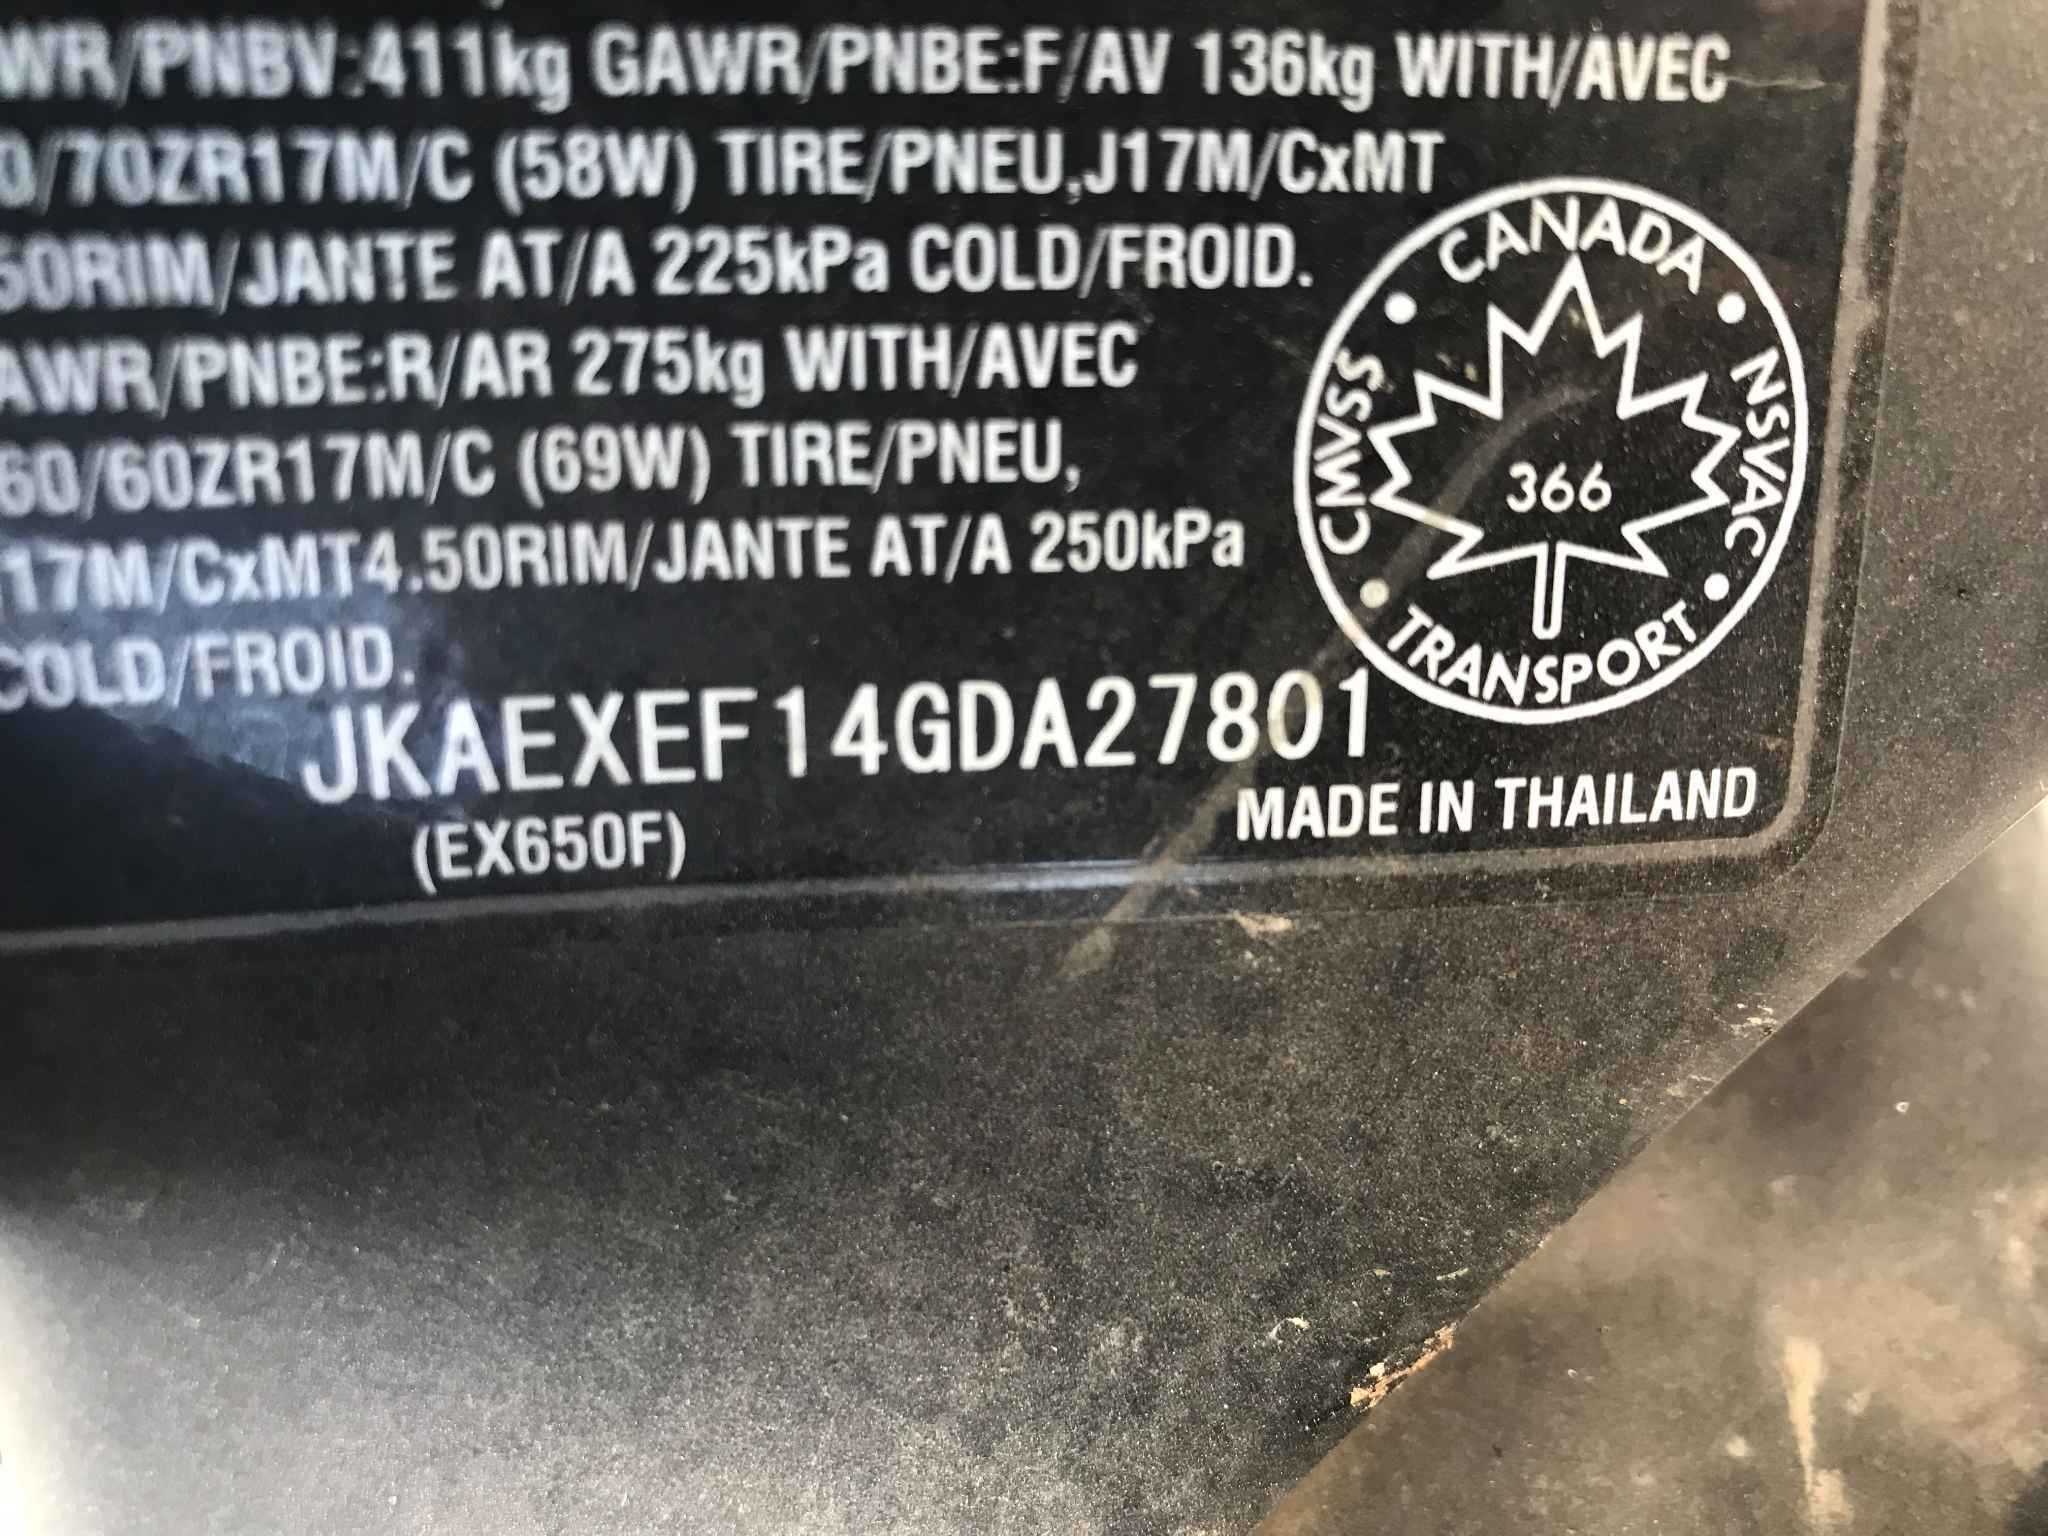 WR/PNBV:411kg GAWR/PNBE:F/AV 136kg WITH/AVEC
0/70ZR17M/C (58W) TIRE/PNEU,J17M/CxMT
50RIM/JANTE AT/A 225kPa COLD/FROID.
AWR/PNBE:R/AR 275kg WITH/AVEC
60/60ZR17M/C (69W) TIRE/PNEU,
17M/CxMT4.50RIM/JANTE AT/A 250kPa
COLD/FROID.
CANADA
CMVSS
NSVAC
366
TRANSPORT
JKAEXEF14GDA27801
(EX650F)
MADE IN THAILAND